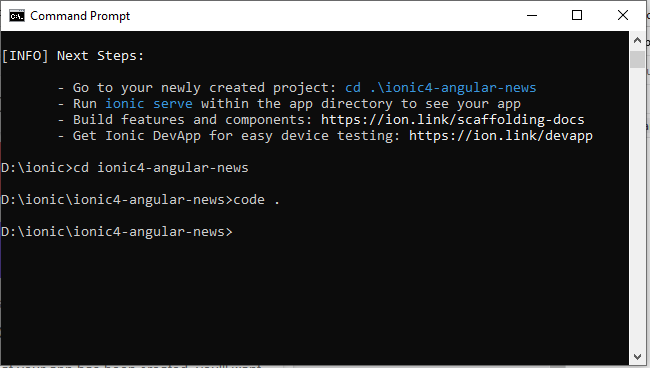 Command Prompt
[INFO] Next Steps:
- Go to your newly created project: cd .\ionic4-angular-news
- Run ionic serve within the app directory to see your app
- Build features and components: https://ion.link/scaffolding-docs
- Get Ionic DevApp for easy device testing: https://ion.link/devapp
D:\ionic>cd ionic4-angular-news
D:\ionic\ionic4-angular-news>code .
D:\ionic\ionic4-angular-news>